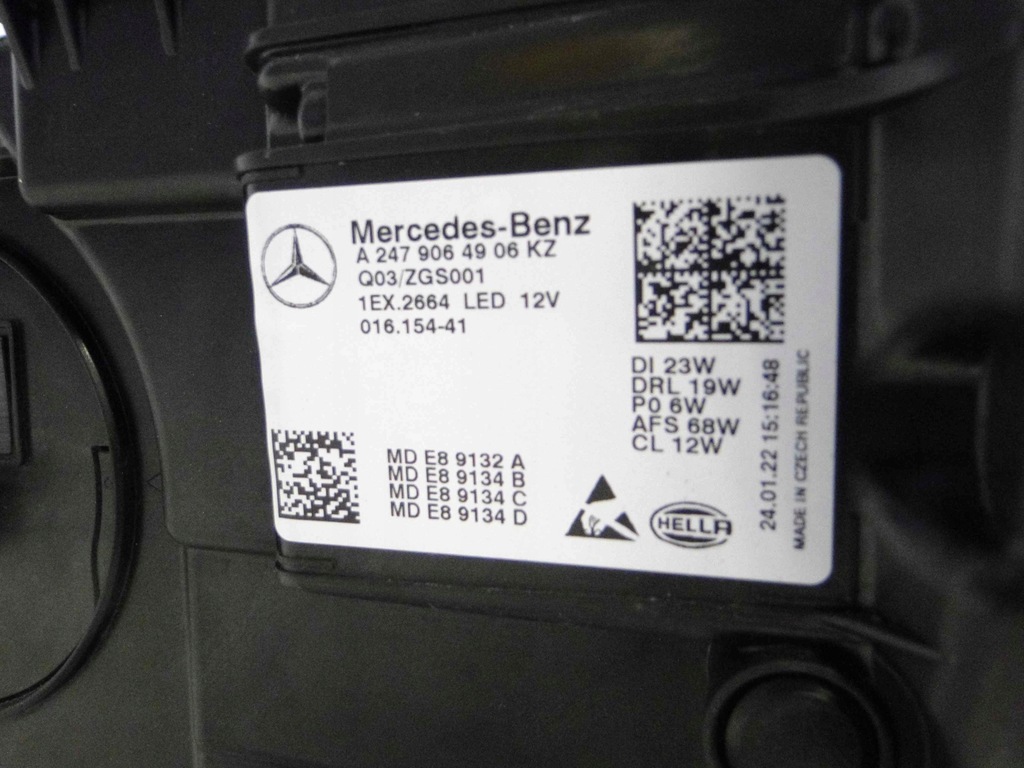 Mercedes-Benz
A 247 906 49 06 KZ
Q03/ZGS001
1EX.2664 LED 12V
016.154-41
DI 23W
DRL 19W
P0 6W
AFS 68W
CL 12W
24.01.22 15:16:48
MADE IN CZECH REPUBLIC
MD E8 9132 A
MD E8 9134 B
MD E8 9134 C
MD E8 9134 D
HELLA